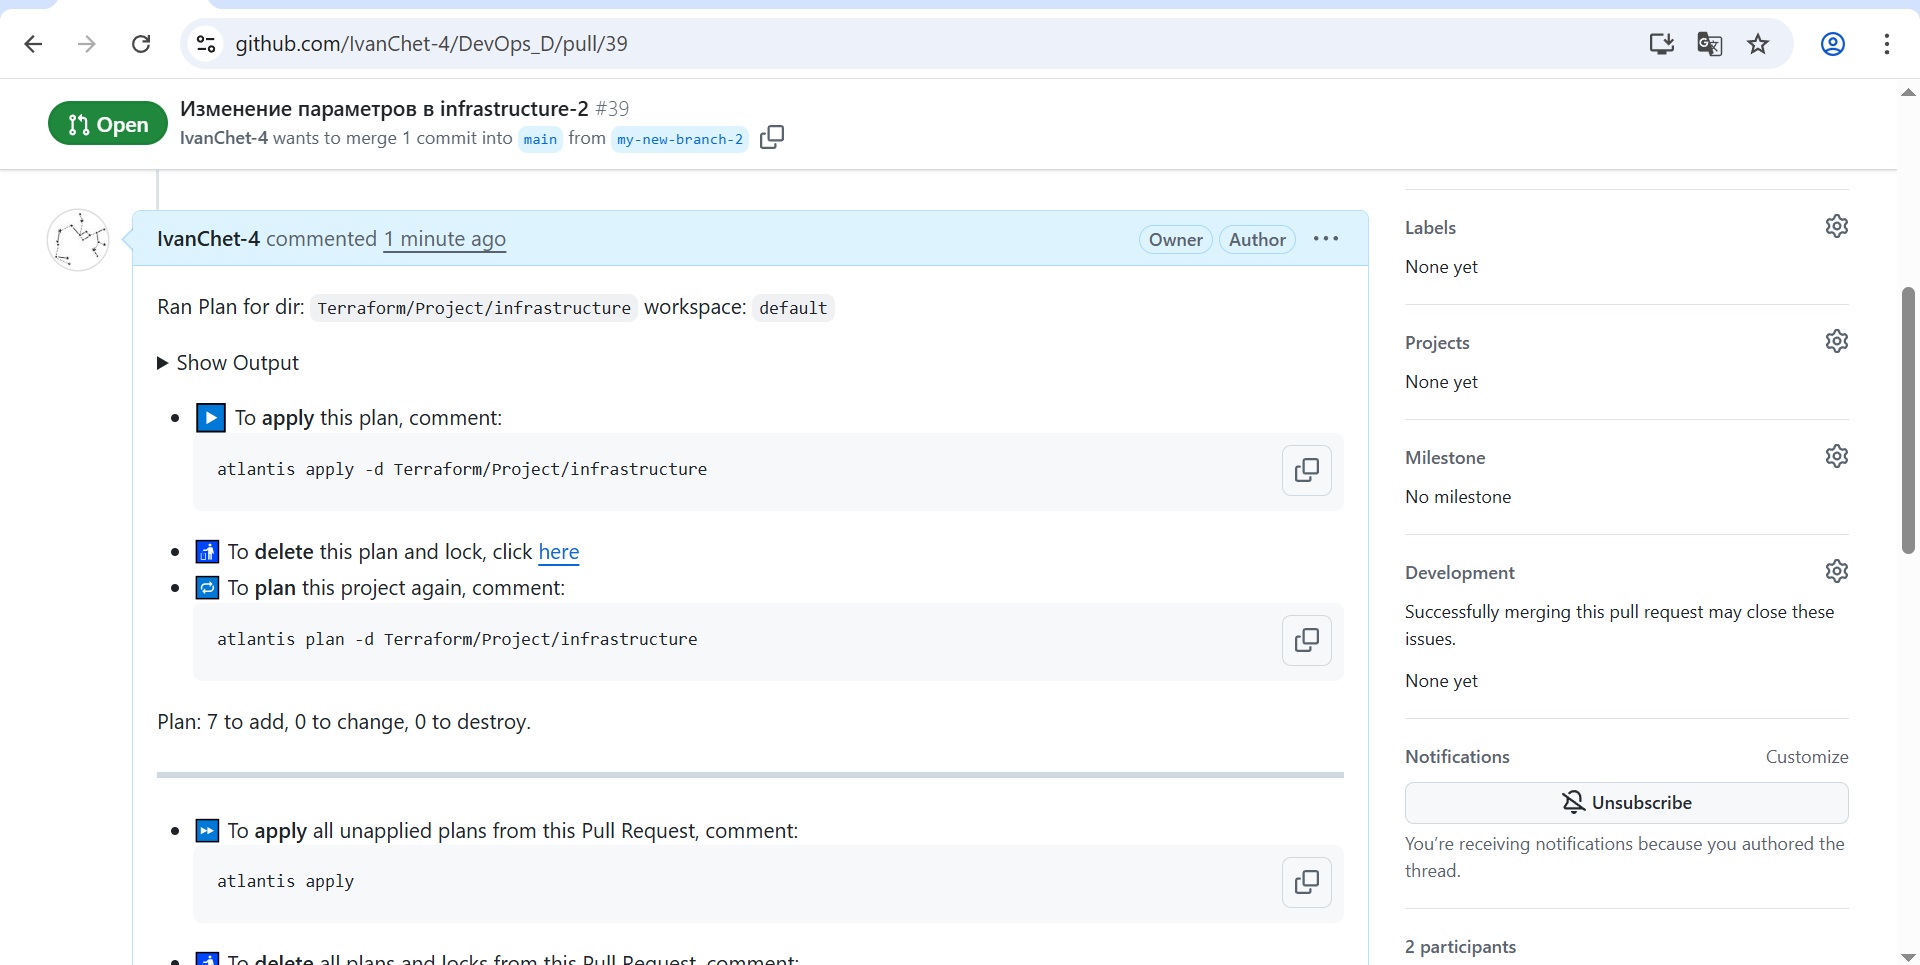 github.com/IvanChet-4/DevOps_D/pull/39
Open
Изменение параметров в infrastructure-2 #39
IvanChet-4 wants to merge 1 commit into main from my-new-branch-2
IvanChet-4 commented 1 minute ago
Owner
Author
Ran Plan for dir: Terraform/Project/infrastructure workspace: default
Show Output
To apply this plan, comment:
atlantis apply -d Terraform/Project/infrastructure
To delete this plan and lock, click here
To plan this project again, comment:
atlantis plan -d Terraform/Project/infrastructure
Plan: 7 to add, 0 to change, 0 to destroy.
To apply all unapplied plans from this Pull Request, comment:
atlantis apply
To delete all plans and locks from this Pull Request, comment:
Labels
None yet
Projects
None yet
Milestone
No milestone
Development
Successfully merging this pull request may close these
issues.
None yet
Notifications
Customize
Unsubscribe
You’re receiving notifications because you authored the
thread.
2 participants